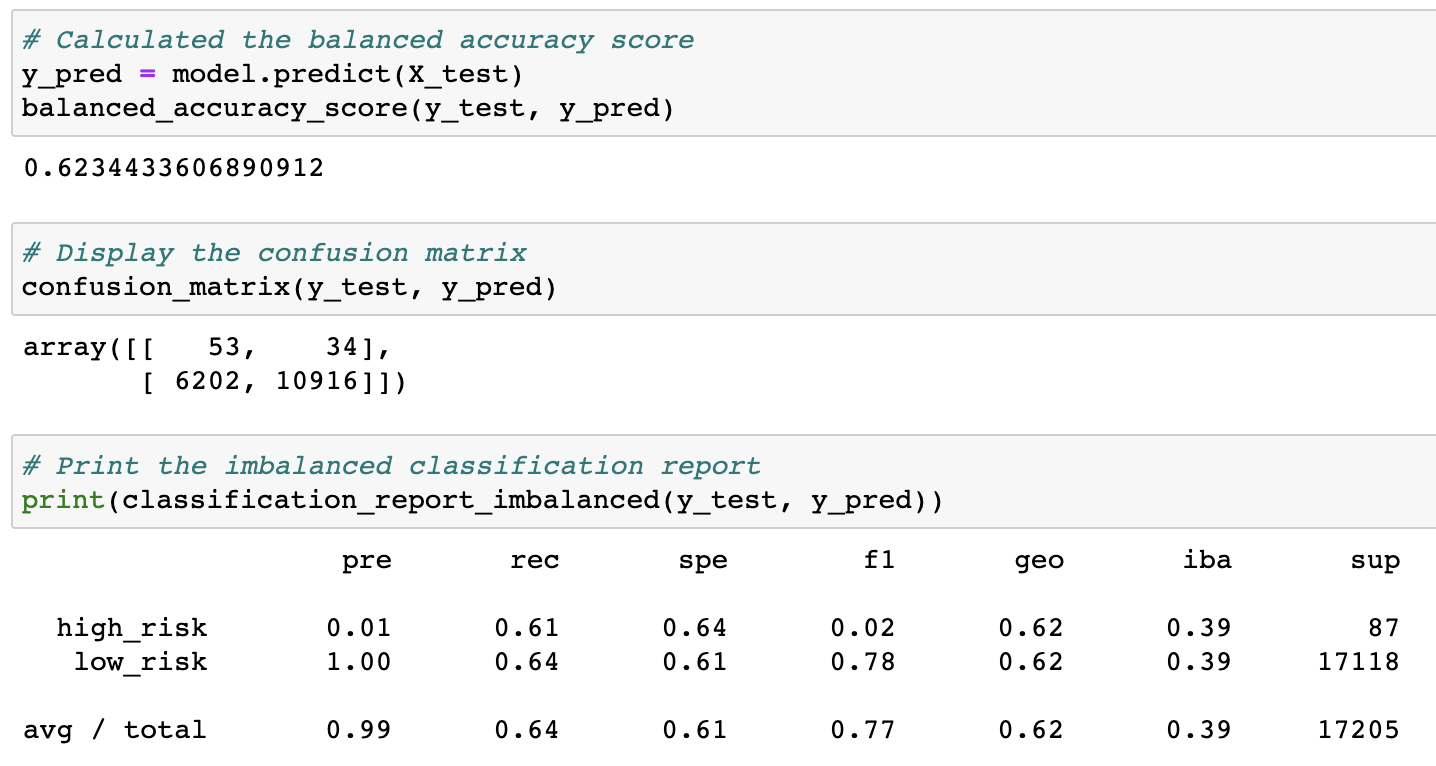 # Calculated the balanced accuracy score
y_pred = model.predict(X_test)
balanced_accuracy_score(y_test, y_pred)
0.6234433606890912
# Display the confusion matrix
confusion_matrix(y_test, y_pred)
array([[   53,    34],
       [ 6202, 10916]])
# Print the imbalanced classification report
print(classification_report_imbalanced(y_test, y_pred))
                   pre       rec       spe        f1       geo       iba       sup
  high_risk       0.01      0.61      0.64      0.02      0.62      0.39        87
   low_risk       1.00      0.64      0.61      0.78      0.62      0.39     17118
avg / total       0.99      0.64      0.61      0.77      0.62      0.39     17205